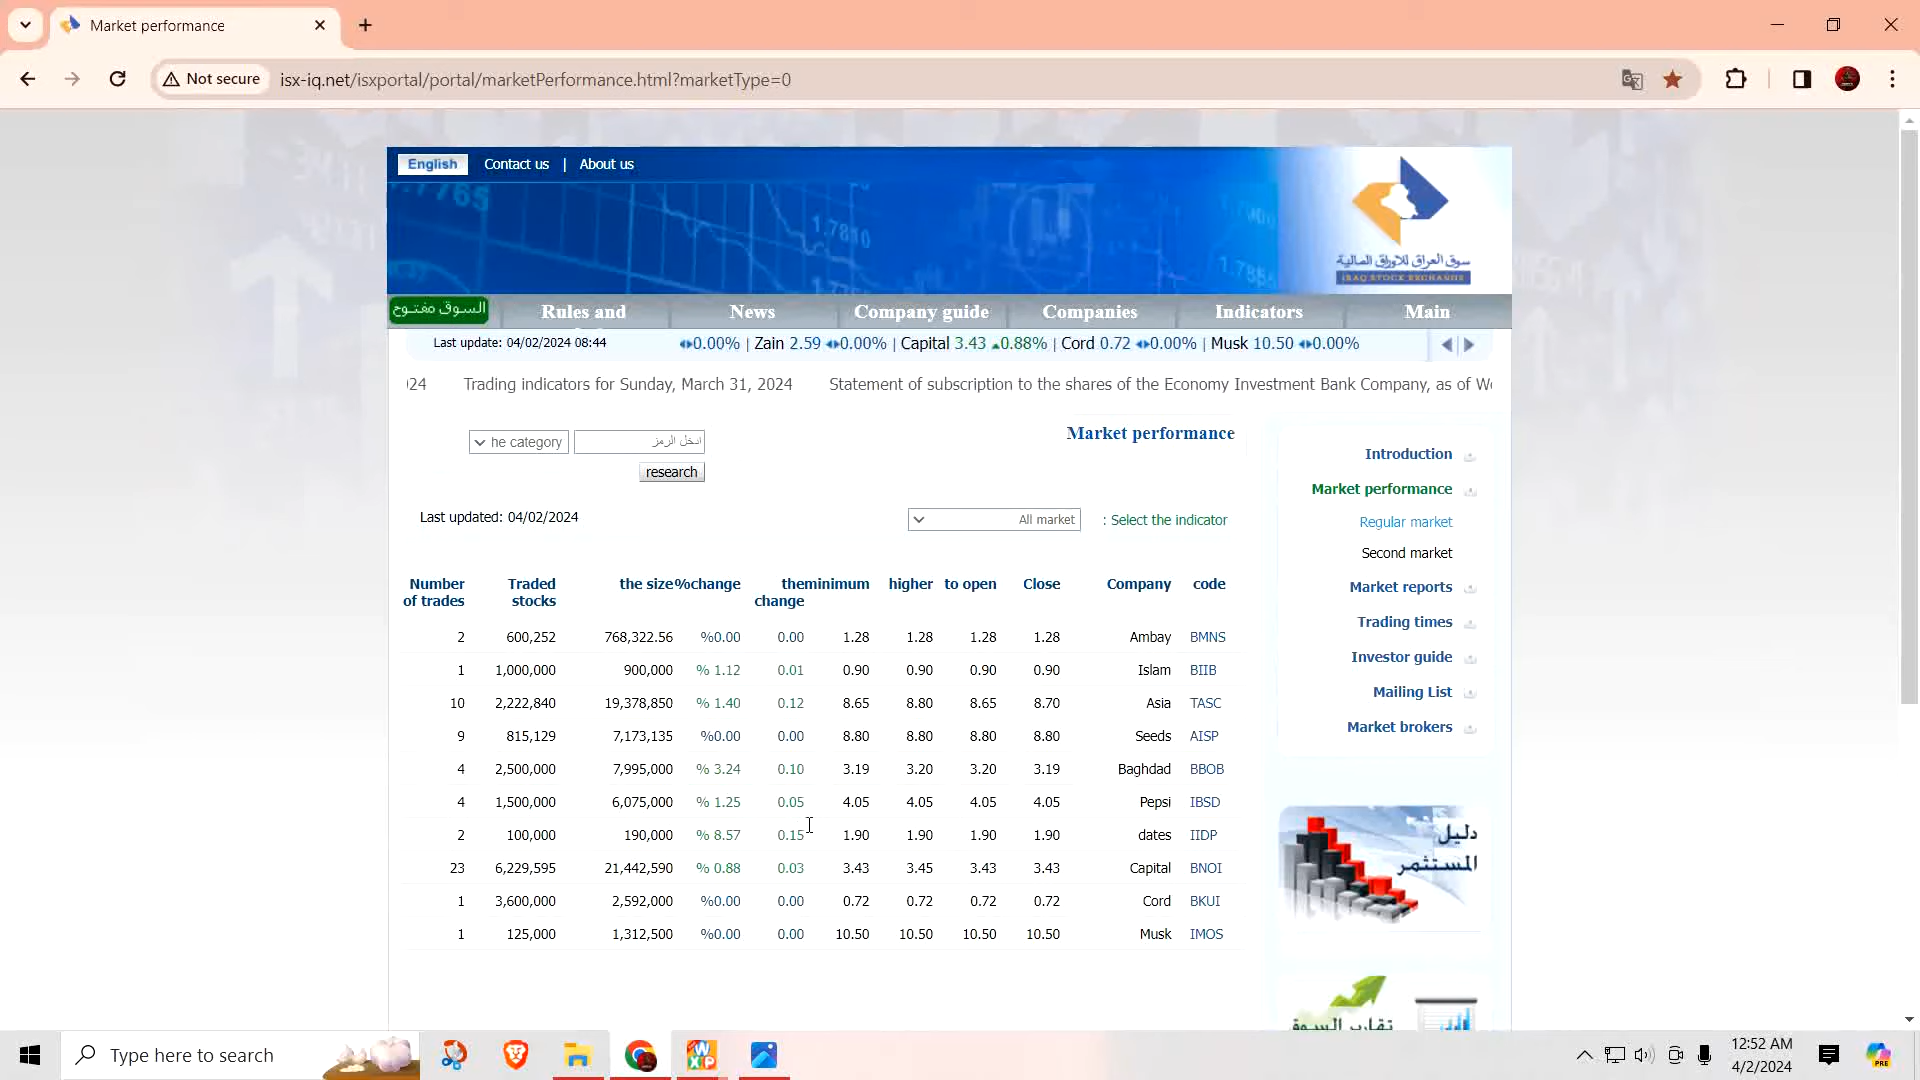 Market performance
Not secure
isx-iq.net/isxportal/portal/marketPerformance.html?marketType=0
English Contact us | About us
سوق العراق للاوراق المالية
IRAQ STOCK EXCHANGE
السوق مفتوح Rules and News Company guide Companies Indicators Main
Last update: 04/02/2024 08:44 0.00% | Zain 2.59 0.00% | Capital 3.43 0.88% | Cord 0.72 0.00% | Musk 10.50 0.00%
Trading indicators for Sunday, March 31, 2024 Statement of subscription to the shares of the Economy Investment Bank Company, as of
he category ادخل الرمز
research
Market performance
Last updated: 04/02/2024 All market : Select the indicator
Number of trades Traded stocks the size %change the change minimum higher to open Close Company code
2 600,252 768,322.56 %0.00 0.00 1.28 1.28 1.28 1.28 Ambay BMNS
1 1,000,000 900,000 % 1.12 0.01 0.90 0.90 0.90 0.90 Islam BIIB
10 2,222,840 19,378,850 % 1.40 0.12 8.65 8.80 8.65 8.70 Asia TASC
9 815,129 7,173,135 %0.00 0.00 8.80 8.80 8.80 8.80 Seeds AISP
4 2,500,000 7,995,000 % 3.24 0.10 3.19 3.20 3.20 3.19 Baghdad BBOB
4 1,500,000 6,075,000 % 1.25 0.05 4.05 4.05 4.05 4.05 Pepsi IBSD
2 100,000 190,000 % 8.57 0.15 1.90 1.90 1.90 1.90 dates IIDP
23 6,229,595 21,442,590 % 0.88 0.03 3.43 3.45 3.43 3.43 Capital BNOI
1 3,600,000 2,592,000 %0.00 0.00 0.72 0.72 0.72 0.72 Cord BKUI
1 125,000 1,312,500 %0.00 0.00 10.50 10.50 10.50 10.50 Musk IMOS
Introduction
Market performance
Regular market
Second market
Market reports
Trading times
Investor guide
Mailing List
Market brokers
دليل
المستثمر
تقارير السوق
Type here to search
12:52 AM
4/2/2024
PRE